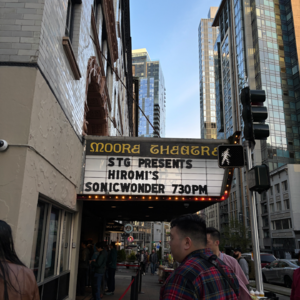 MOORE THEATRE
STG PRESENTS
HIROMI'S
SONICWONDER 730PM